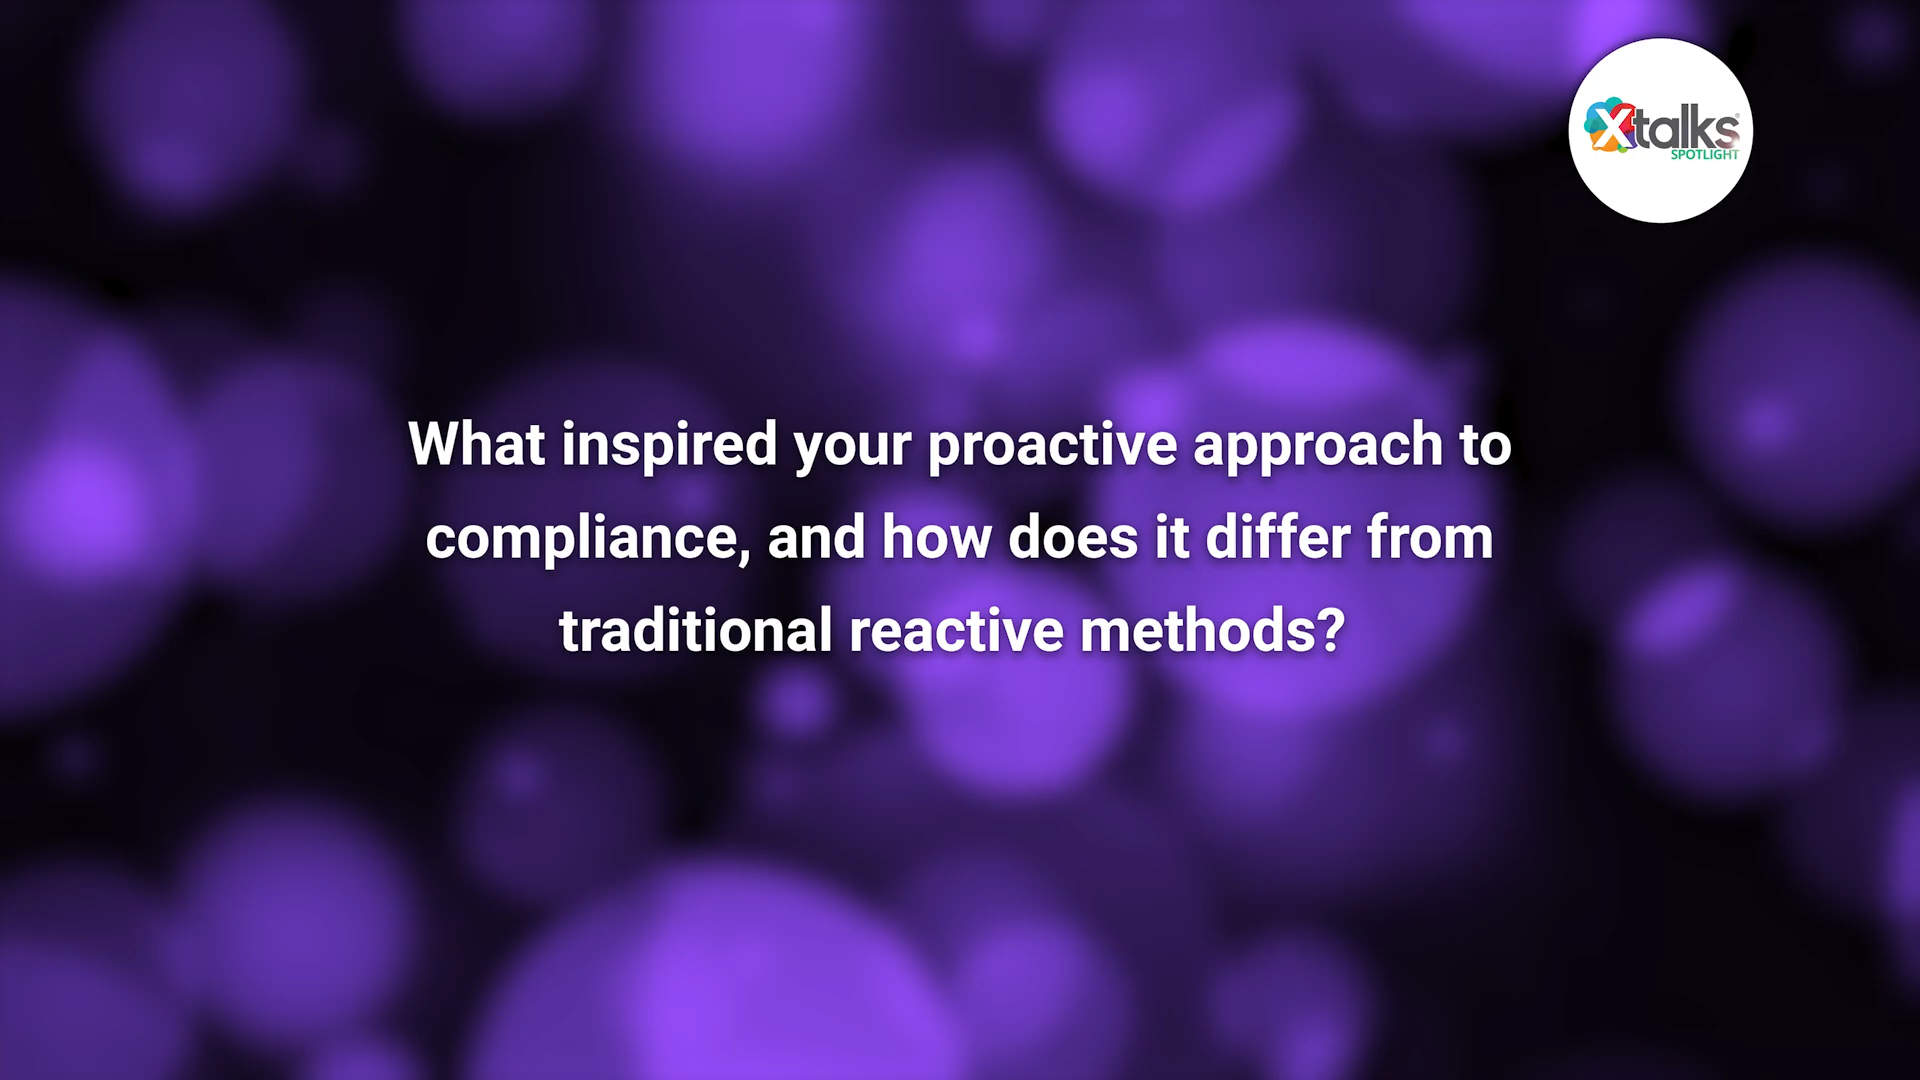 Xtalks
SPOTLIGHT
What inspired your proactive approach to
compliance, and how does it differ from
traditional reactive methods?